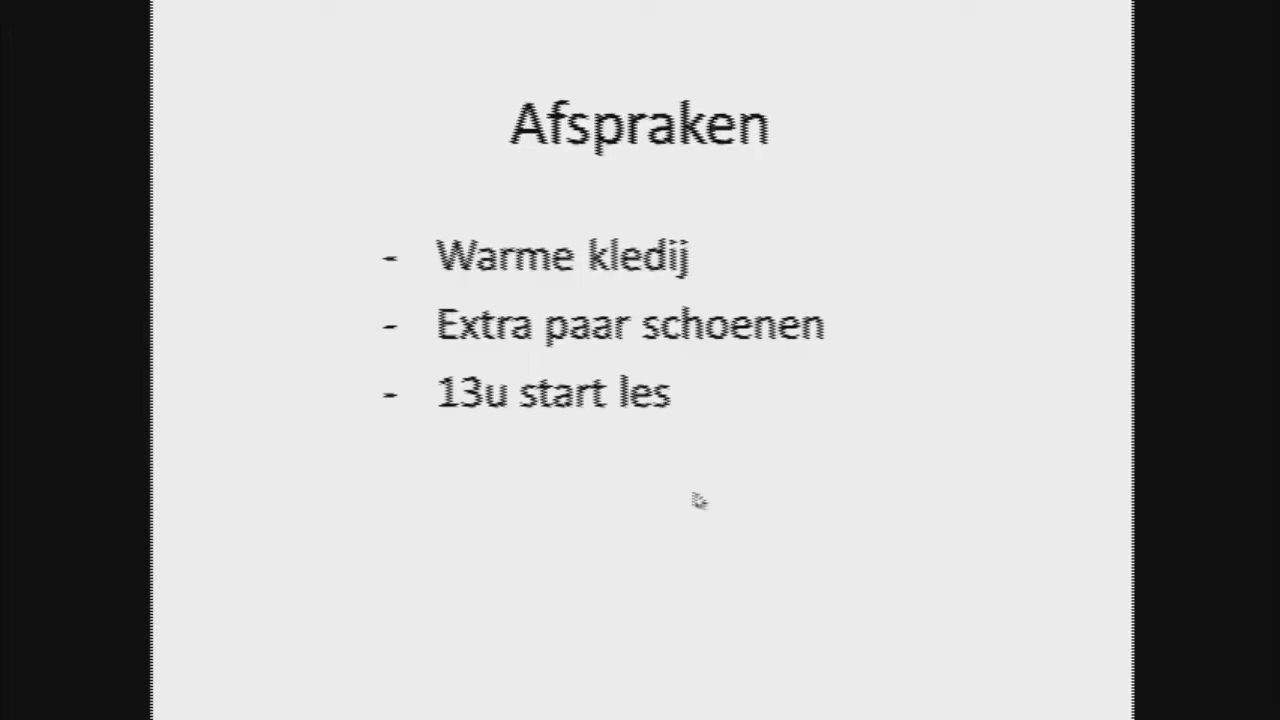 Afspraken
- Warme kledij
- Extra paar schoenen
- 13u start les